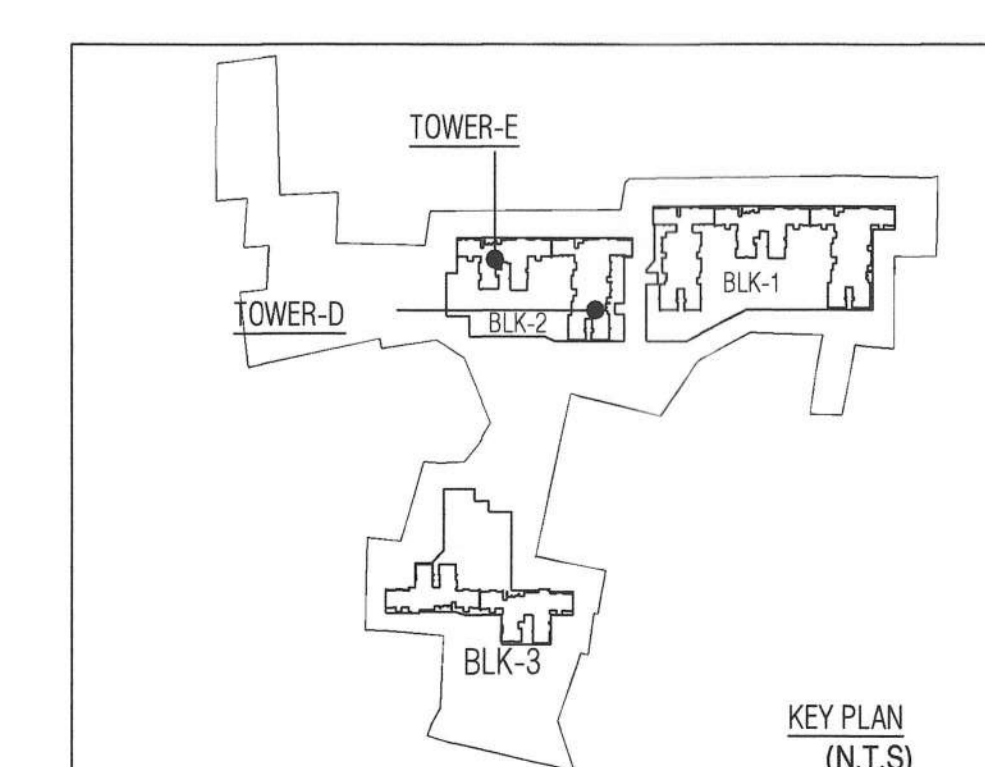 TOWER-E
TOWER-D
BLK-2
BLK-1
BLK-3
KEY PLAN
(N.T.S)